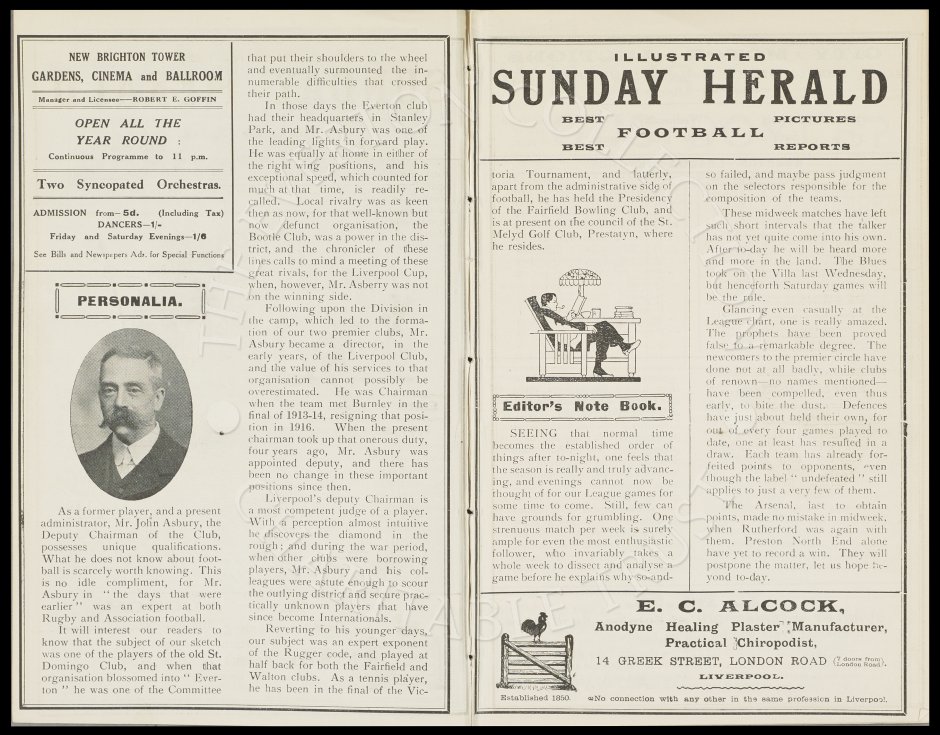 NEW BRIGHTON TOWER
GARDENS, CINEMA and BALLROOM
Manager and Licensee—ROBERT E. GOFFIN
OPEN ALL THE
YEAR ROUND :
Continuous Programme to 11 p.m.
Two Syncopated Orchestras.
ADMISSION from—5d. (Including Tax)
DANCERS—1/-
Friday and Saturday Evenings—1/6
See Bills and Newspapers Adv. for Special Functions
PERSONALIA.
As a former player, and a present
administrator, Mr. John Asbury, the
Deputy Chairman of the Club,
possesses unique qualifications.
What he does not know about foot-
ball is scarcely worth knowing. This
is no idle compliment, for Mr.
Asbury in "the days that were
earlier" was an expert at both
Rugby and Association football.
It will interest our readers to
know that the subject of our sketch
was one of the players of the old St.
Domingo Club, and when that
organisation blossomed into "Ever-
ton" he was one of the Committee
that put their shoulders to the wheel
and eventually surmounted the in-
numerable difficulties that crossed
their path.
In those days the Everton club
had their headquarters in Stanley
Park, and Mr. Asbury was one of
the leading lights in forward play.
He was equally at home in either of
the right wing positions, and his
exceptional speed, which counted for
much at that time, is readily re-
called. Local rivalry was as keen
then as now, for that well-known but
now defunct organisation, the
Bootle Club, was a power in the dis-
trict, and the chronicler of these
lines calls to mind a meeting of these
great rivals, for the Liverpool Cup,
when, however, Mr. Asberry was not
on the winning side.
Following upon the Division in
the camp, which led to the forma-
tion of our two premier clubs, Mr.
Asbury became a director, in the
early years, of the Liverpool Club,
and the value of his services to that
organisation cannot possibly be
overestimated. He was Chairman
when the team met Burnley in the
final of 1913-14, resigning that posi-
tion in 1916. When the present
chairman took up that onerous duty,
four years ago, Mr. Asbury was
appointed deputy, and there has
been no change in these important
positions since then.
Liverpool's deputy Chairman is
a most competent judge of a player.
With a perception almost intuitive
he discovers the diamond in the
rough; and during the war period,
when other clubs were borrowing
players, Mr. Asbury and his col-
leagues were astute enough to scour
the outlying district and secure prac-
tically unknown players that have
since become Internationals.
Reverting to his younger days,
our subject was an expert exponent
of the Rugger code, and played at
half back for both the Fairfield and
Walton clubs. As a tennis player,
he has been in the final of the Vic-
ILLUSTRATED
SUNDAY HERALD
BEST PICTURES
FOOTBALL
BEST REPORTS
toria Tournament, and latterly,
apart from the administrative side of
football, he has held the Presidency
of the Fairfield Bowling Club, and
is at present on the council of the St.
Melyd Golf Club, Prestatyn, where
he resides.
Editor's Note Book.
SEEING that normal time
becomes the established order of
things after to-night, one feels that
the season is really and truly advanc-
ing, and evenings cannot now be
thought of for our League games for
some time to come. Still, few can
have grounds for grumbling. One
strenuous match per week is surely
ample for even the most enthusiastic
follower, who invariably takes a
whole week to dissect and analyse a
game before he explains why so-and-
so failed, and maybe pass judgment
on the selectors responsible for the
composition of the teams.
These midweek matches have left
such short intervals that the talker
has not yet quite come into his own.
After to-day he will be heard more
and more in the land. The Blues
took on the Villa last Wednesday,
but henceforth Saturday games will
be the rule.
Glancing even casually at the
League chart, one is really amazed.
The prophets have been proved
false to a remarkable degree. The
newcomers to the premier circle have
done not at all badly, while clubs
of renown—no names mentioned—
have been compelled, even thus
early, to bite the dust. Defences
have just about held their own, for
out of every four games played to
date, one at least has resulted in a
draw. Each team has already for-
feited points to opponents, even
though the label "undefeated" still
applies to just a very few of them.
The Arsenal, last to obtain
points, made no mistake in midweek,
when Rutherford was again with
them. Preston North End alone
have yet to record a win. They will
postpone the matter, let us hope be-
yond to-day.
E. C. ALCOCK,
Anodyne Healing Plaster Manufacturer,
Practical Chiropodist,
14 GREEK STREET, LONDON ROAD (2 doors from London Road).
LIVERPOOL.
Established 1850. No connection with any other in the same profession in Liverpool.